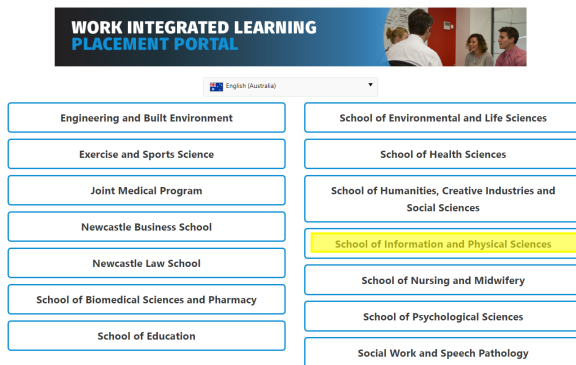 WORK INTEGRATED LEARNING
PLACEMENT PORTAL
English (Australia)
Engineering and Built Environment
Exercise and Sports Science
Joint Medical Program
Newcastle Business School
Newcastle Law School
School of Biomedical Sciences and Pharmacy
School of Education
School of Environmental and Life Sciences
School of Health Sciences
School of Humanities, Creative Industries and
Social Sciences
School of Information and Physical Sciences
School of Nursing and Midwifery
School of Psychological Sciences
Social Work and Speech Pathology